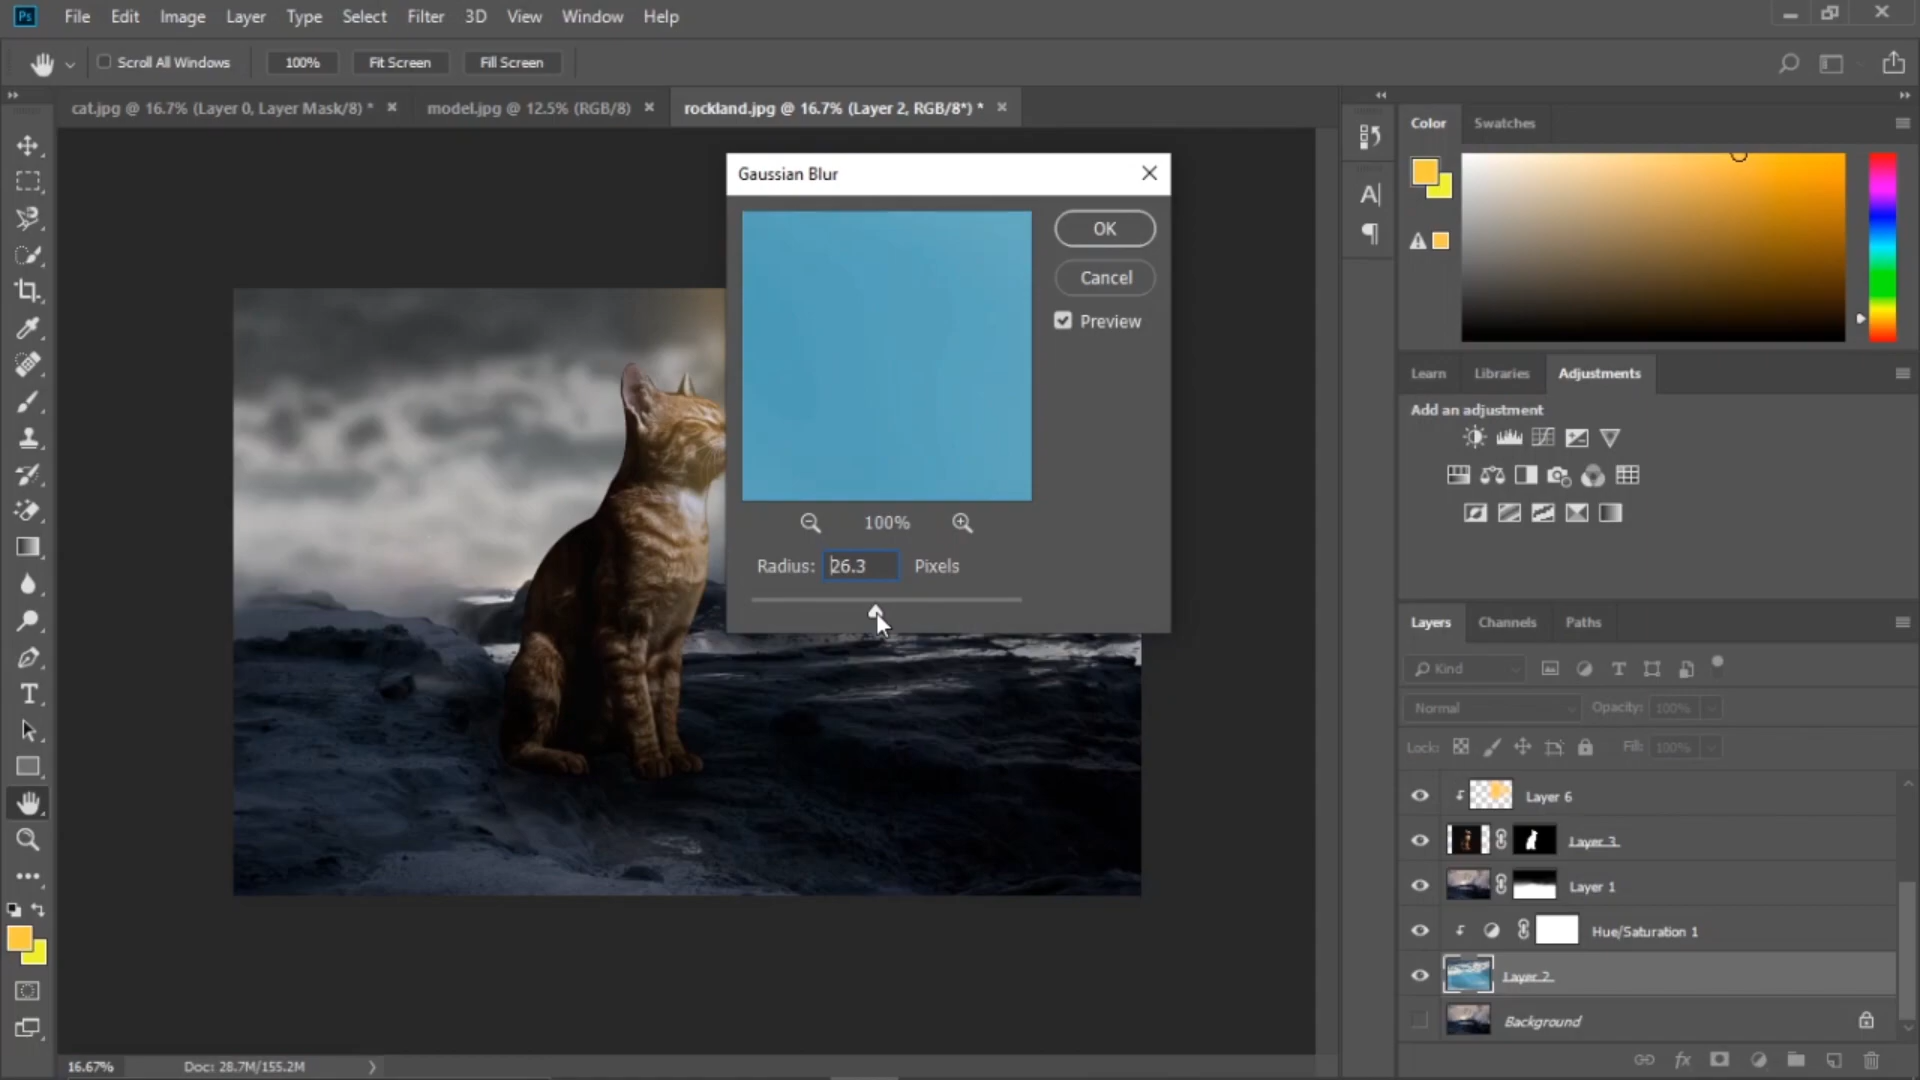 Ps File Edit Image Layer Type Select Filter 3D View Window Help
Scroll All Windows 100% Fit Screen Fill Screen
cat.jpg @ 16.7% (Layer 0, Layer Mask/8) * model.jpg @ 12.5% (RGB/8) rockland.jpg @ 16.7% (Layer 2, RGB/8*) *
Color Swatches
Gaussian Blur
OK
Cancel
Preview
100%
Radius: 26.3 Pixels
Learn Libraries Adjustments
Add an adjustment
Layers Channels Paths
Kind
Normal Opacity: 100%
Lock: Fill: 100%
Layer 6
Layer 3
Layer 1
Hue/Saturation 1
Layer 2
Background
16.67% Doc: 28.7M/155.2M